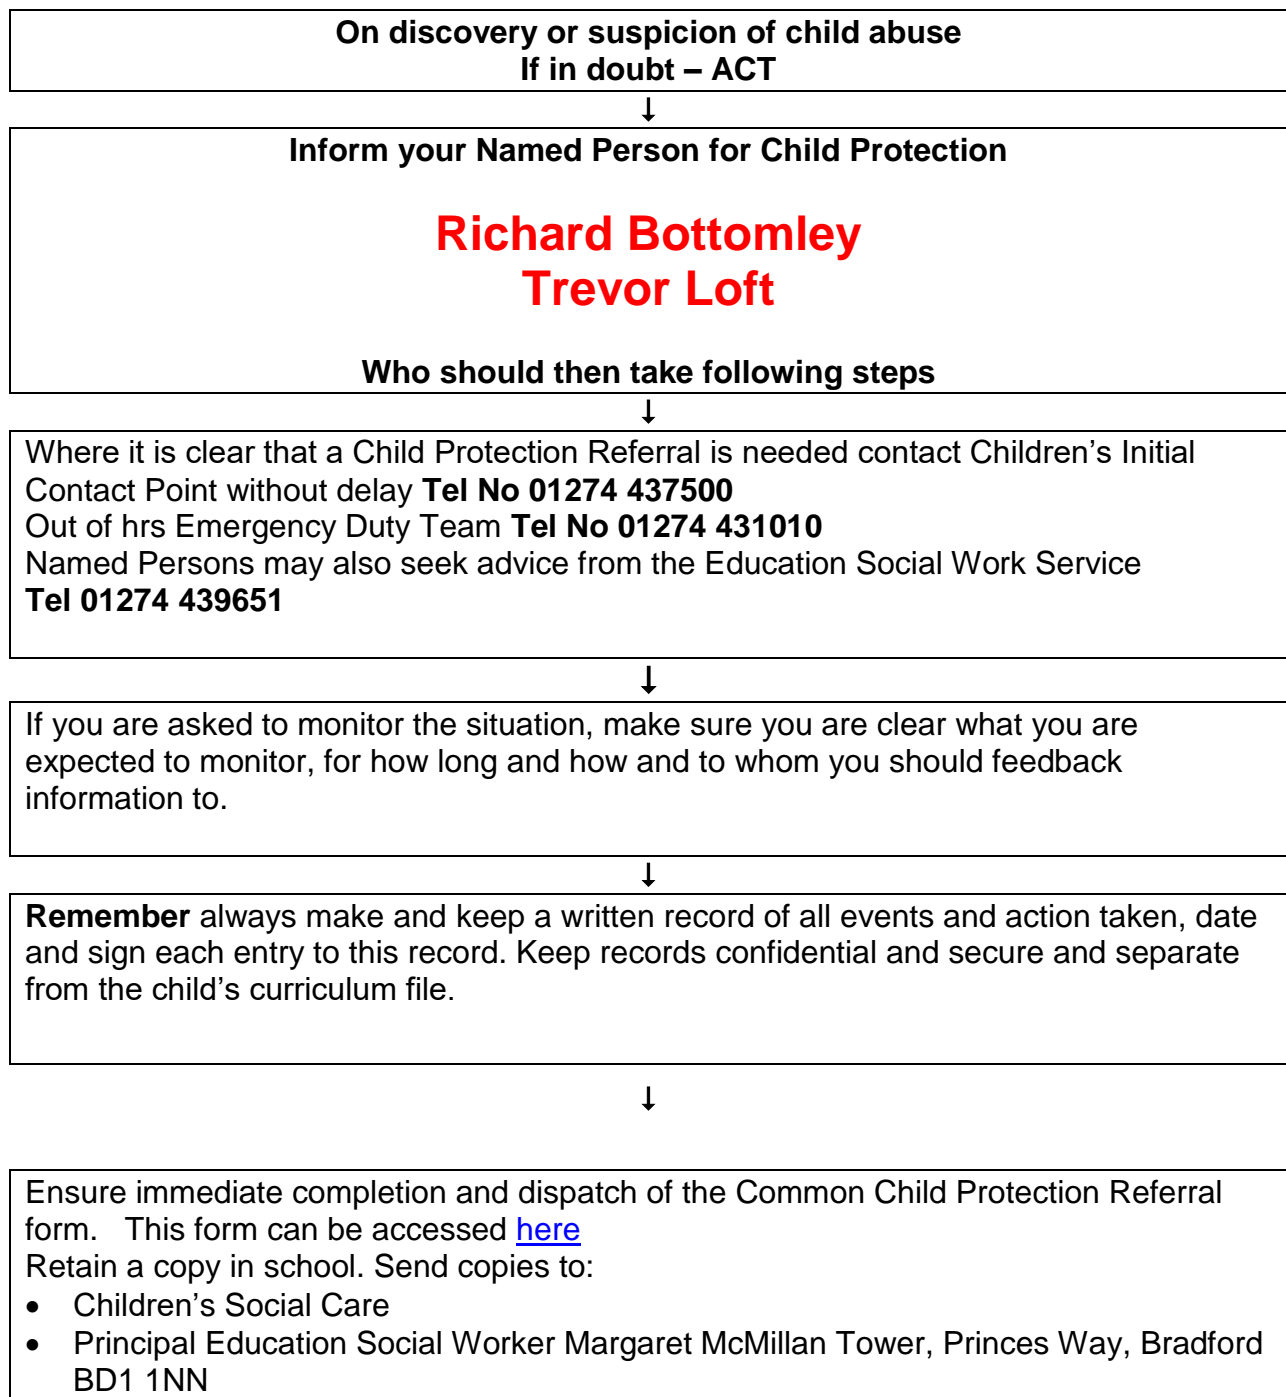 On discovery or suspicion of child abuse
If in doubt – ACT
↓
Inform your Named Person for Child Protection
Richard Bottomley
Trevor Loft
Who should then take following steps
↓
Where it is clear that a Child Protection Referral is needed contact Children’s Initial
Contact Point without delay Tel No 01274 437500
Out of hrs Emergency Duty Team Tel No 01274 431010
Named Persons may also seek advice from the Education Social Work Service
Tel 01274 439651
↓
If you are asked to monitor the situation, make sure you are clear what you are
expected to monitor, for how long and how and to whom you should feedback
information to.
↓
Remember always make and keep a written record of all events and action taken, date
and sign each entry to this record. Keep records confidential and secure and separate
from the child’s curriculum file.
↓
Ensure immediate completion and dispatch of the Common Child Protection Referral
form. This form can be accessed here
Retain a copy in school. Send copies to:
• Children’s Social Care
• Principal Education Social Worker Margaret McMillan Tower, Princes Way, Bradford
BD1 1NN